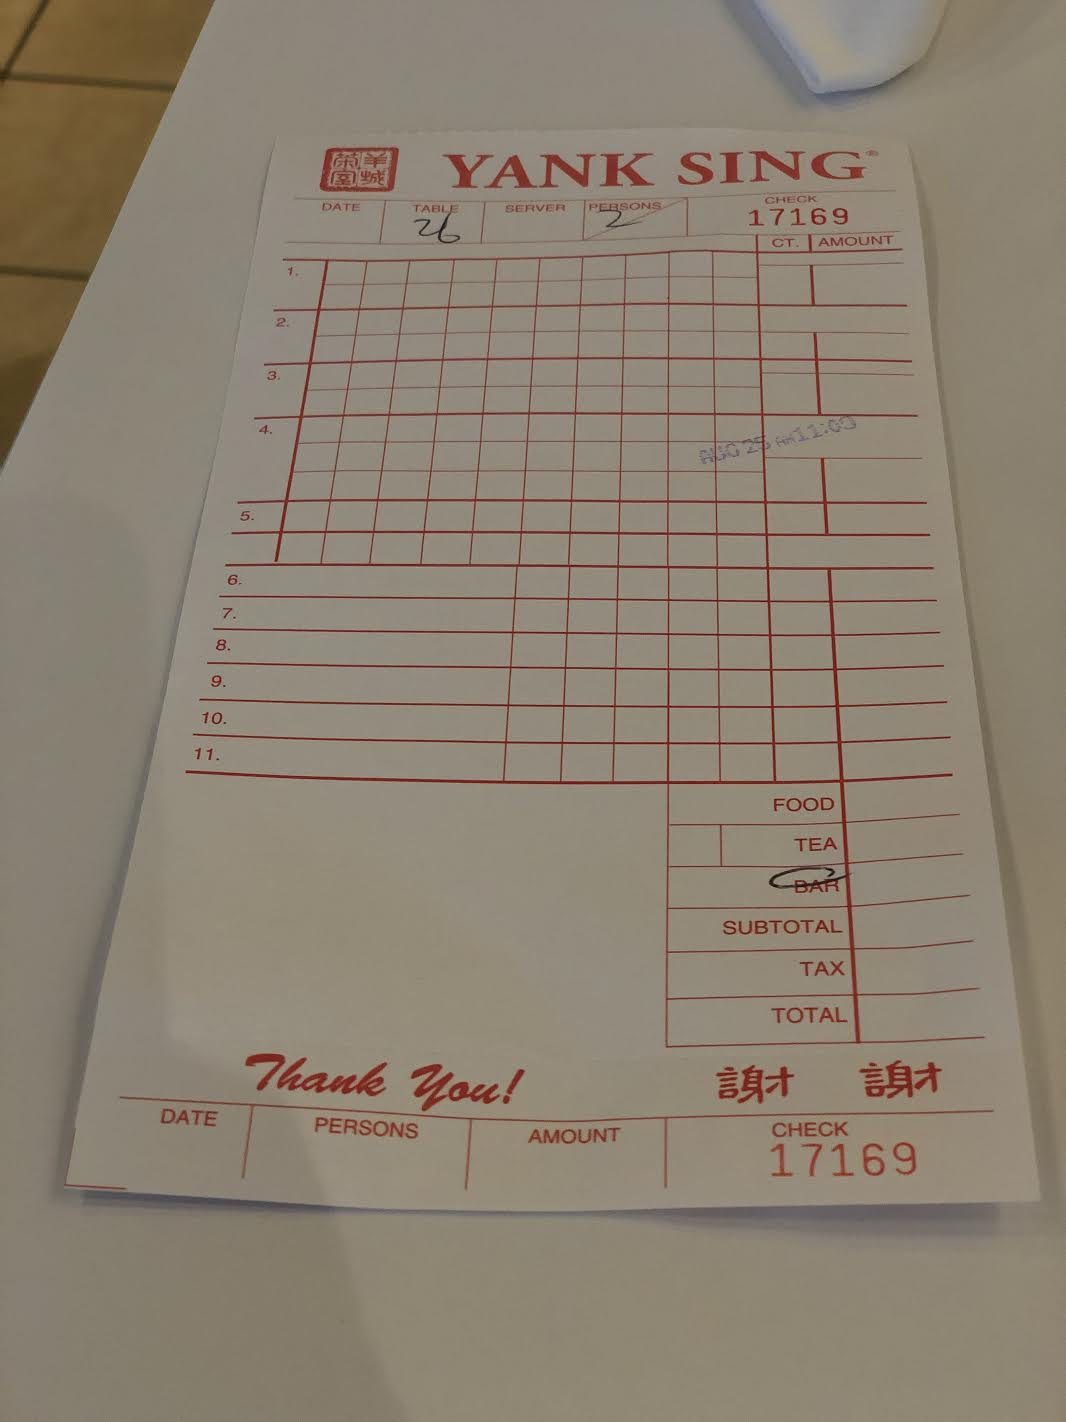 茶羊
室城
YANK SING®
DATE TABLE SERVER PERSONS CHECK
26 2 17169
CT. AMOUNT
1.
2.
3.
4.
AUG 25 AM 11:03
5.
6.
7.
8.
9.
10.
11.
FOOD
TEA
BAR
SUBTOTAL
TAX
TOTAL
Thank You! 謝 謝
DATE PERSONS AMOUNT CHECK
17169